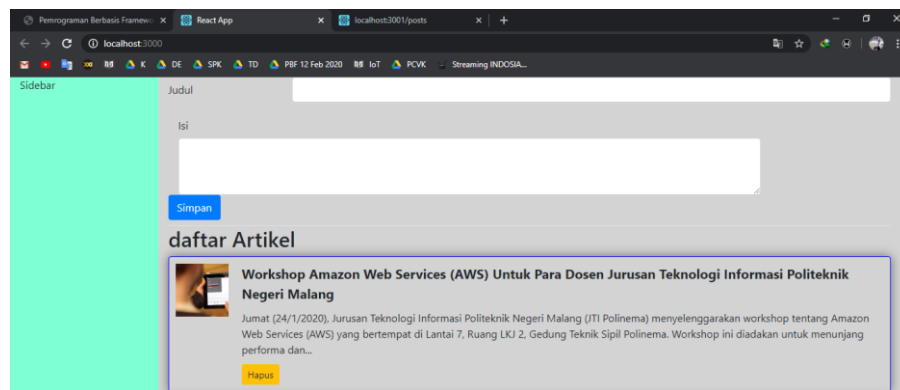 Pemrograman Berbasis Framewo
React App
localhost:3001/posts
localhost:3000
K DE SPK TD PBF 12 Feb 2020 IoT PCVK Streaming INDOSIA...
Sidebar
Judul
Isi
Simpan
daftar Artikel
Workshop Amazon Web Services (AWS) Untuk Para Dosen Jurusan Teknologi Informasi Politeknik
Negeri Malang
Jumat (24/1/2020), Jurusan Teknologi Informasi Politeknik Negeri Malang (JTI Polinema) menyelenggarakan workshop tentang Amazon
Web Services (AWS) yang bertempat di Lantai 7, Ruang LKJ 2, Gedung Teknik Sipil Polinema. Workshop ini diadakan untuk menunjang
performa dan...
Hapus